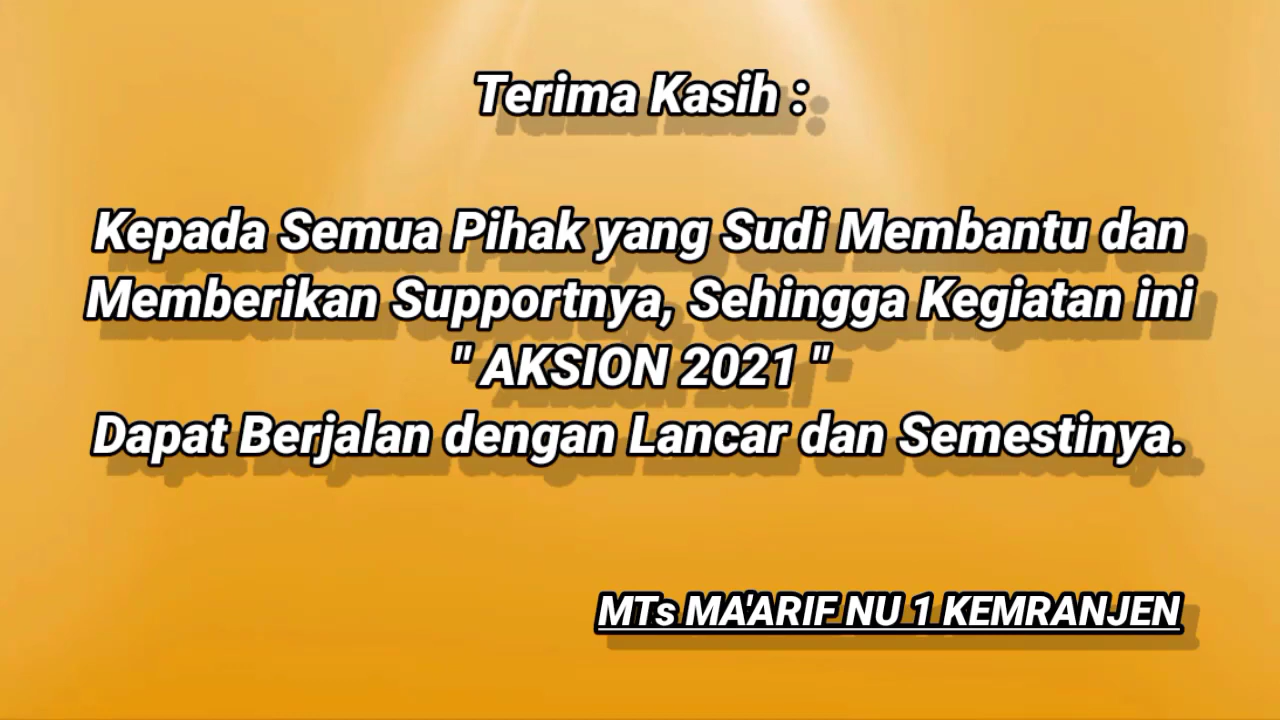 Terima Kasih :
Kepada Semua Pihak yang Sudi Membantu dan
Memberikan Supportnya, Sehingga Kegiatan ini
" AKSION 2021 "
Dapat Berjalan dengan Lancar dan Semestinya.
MTs MA'ARIF NU 1 KEMRANJEN